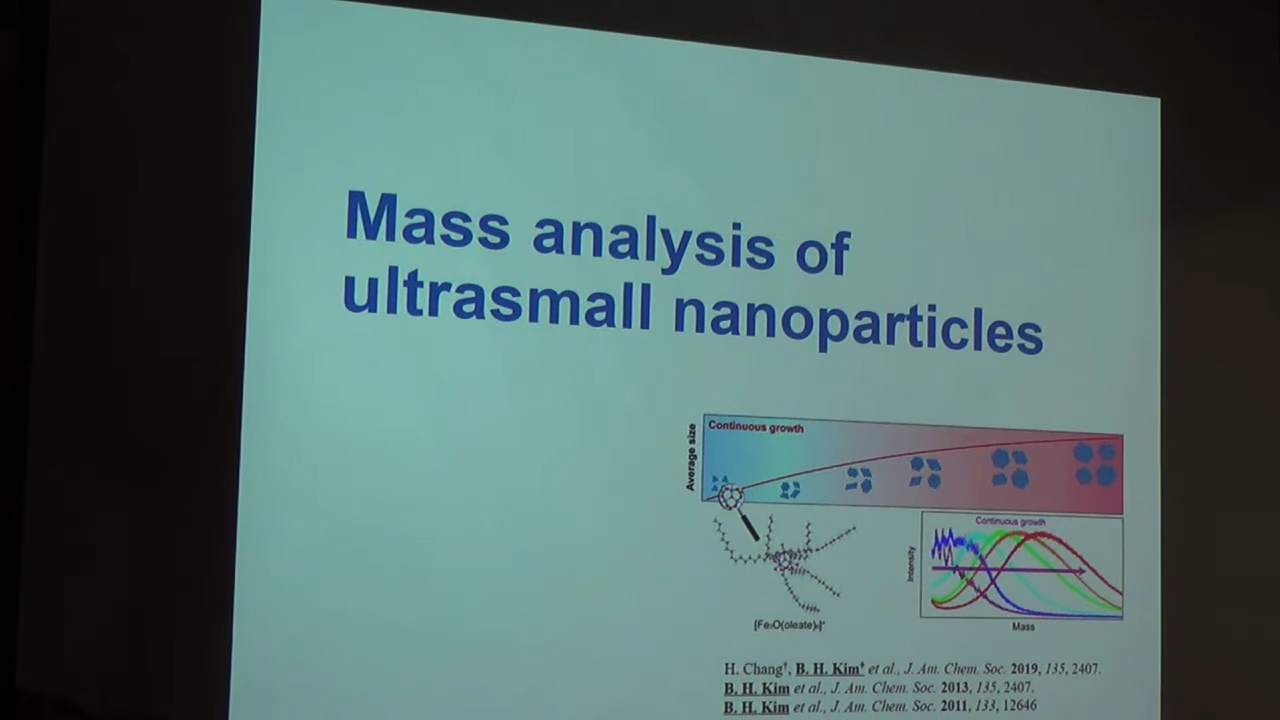 Mass analysis of
ultrasmall nanoparticles
Continuous growth
Average size
Continuous growth
Intensity
Mass
[Fe₃O(oleate)₆]⁺
H. Chang†, B. H. Kim† et al., J. Am. Chem. Soc. 2019, 135, 2407.
B. H. Kim et al., J. Am. Chem. Soc. 2013, 135, 2407.
B. H. Kim et al., J. Am. Chem. Soc. 2011, 133, 12646